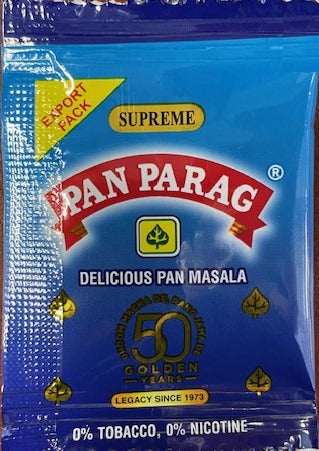 EXPORT
PACK
SUPREME
PAN PARAG ®
DELICIOUS PAN MASALA
50
GOLDEN
YEARS
LEGACY SINCE 1973
0% TOBACCO, 0% NICOTINE